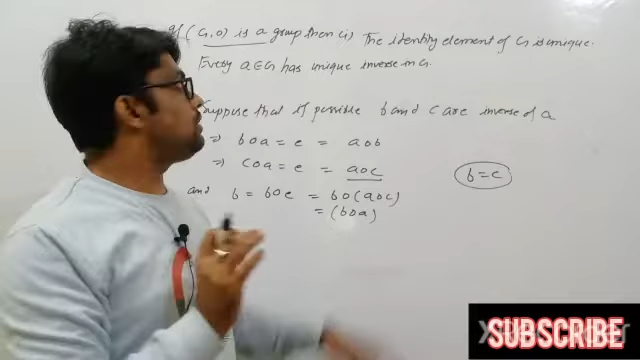 If (G,o) is a group then (i) The identity element of G is unique.
Every a∈G has unique inverse in G.
Suppose that if possible b and c are inverse of a
⇒ boa = e = aob
⇒ coa = e = aoc
and b = boe = bo(aoc)
= (boa)
b=c
SUBSCRIBE